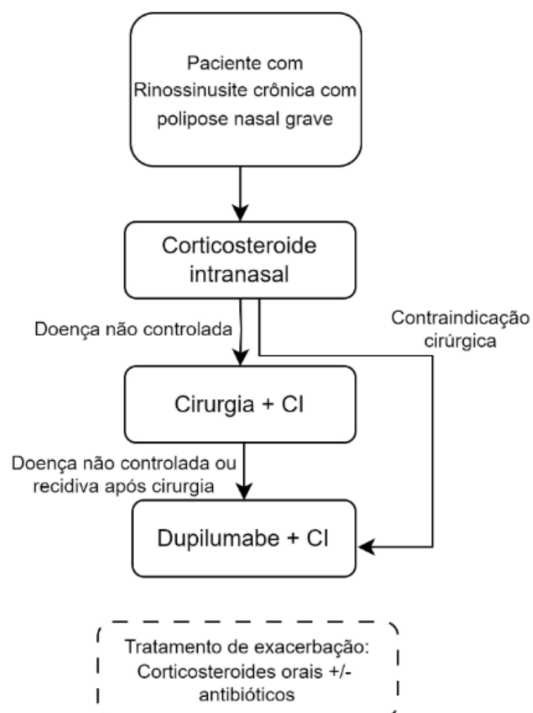 Paciente com
Rinossinusite crônica com
polipose nasal grave
Corticosteroide
intranasal
Doença não controlada
Contraindicação
cirúrgica
Cirurgia + CI
Doença não controlada ou
recidiva após cirurgia
Dupilumabe + CI
Tratamento de exacerbação:
Corticosteroides orais +/-
antibióticos